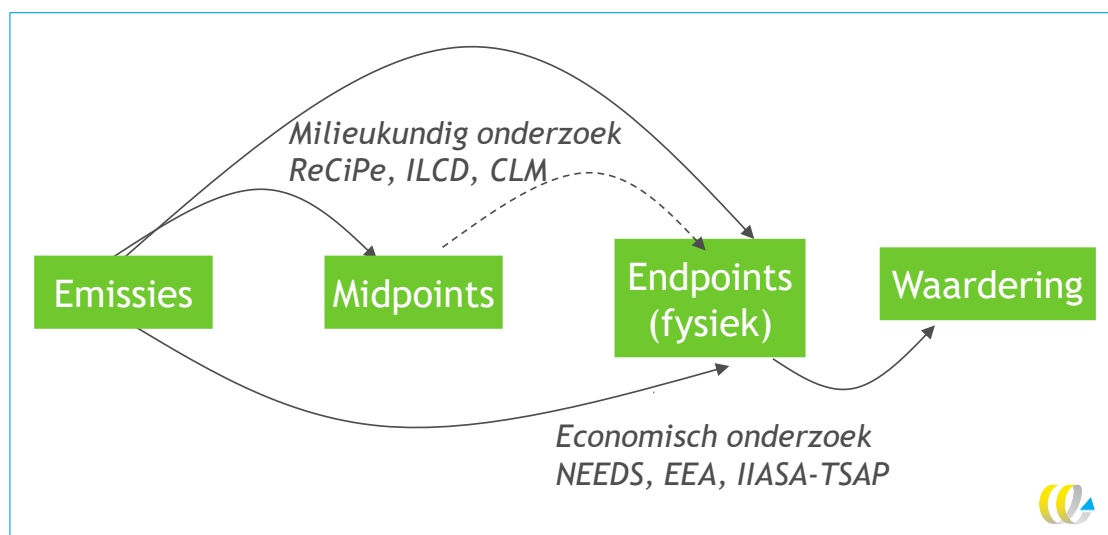 Milieukundig onderzoek
ReCiPe, ILCD, CLM
Emissies
Midpoints
Endpoints
(fysiek)
Waardering
Economisch onderzoek
NEEDS, EEA, IIASA-TSAP